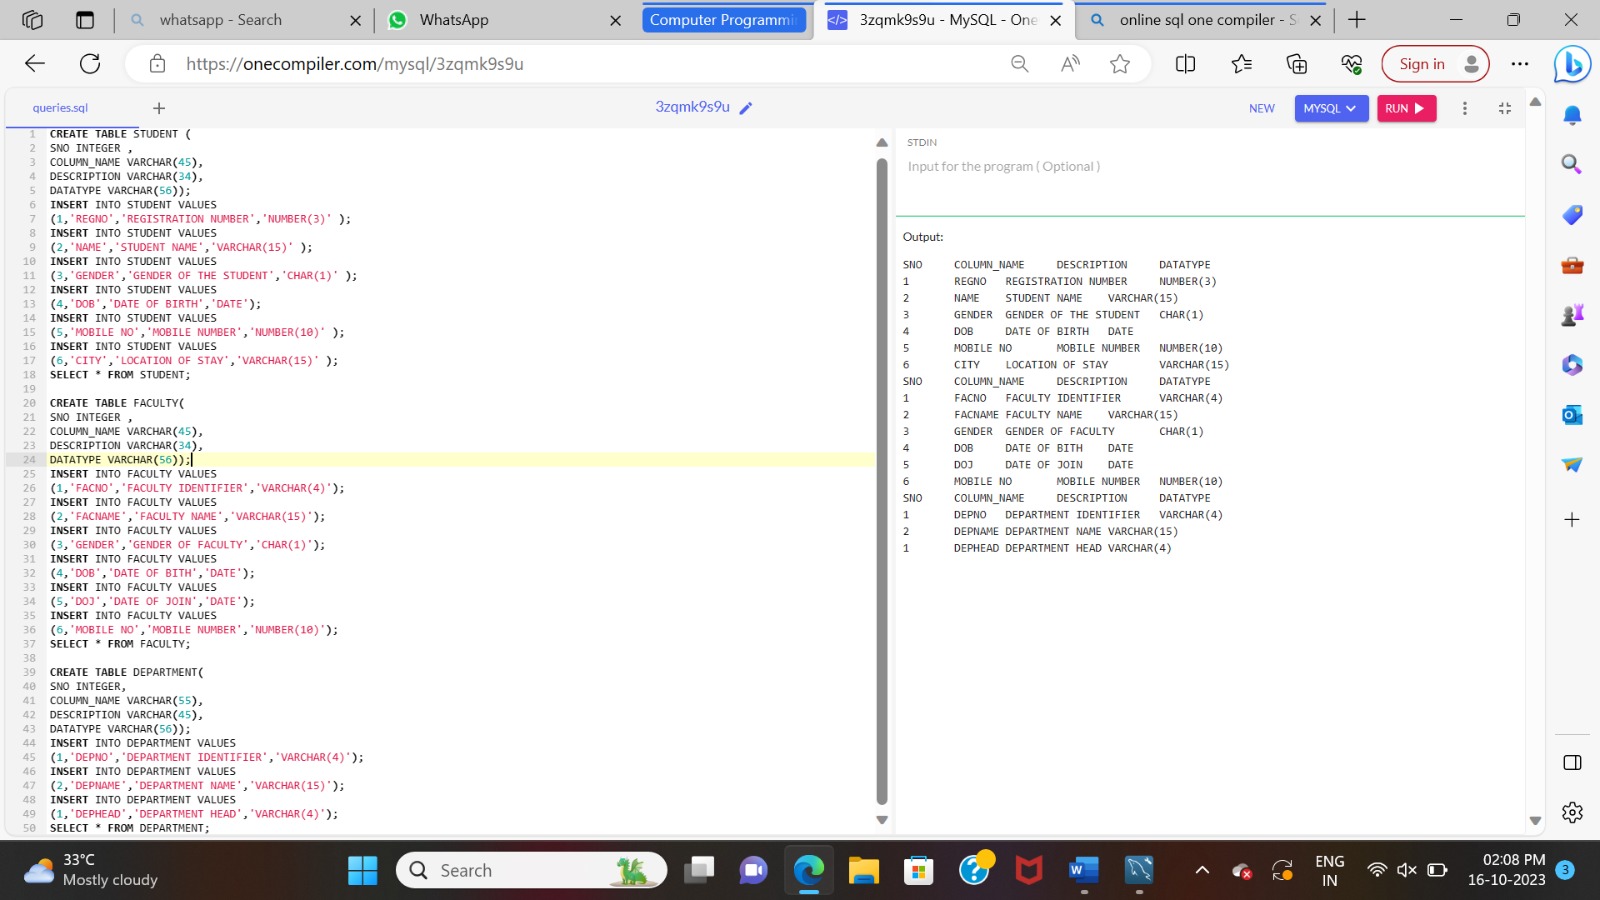 whatsapp - Search
WhatsApp
Computer Programmi
3zqmk9s9u - MySQL - One
online sql one compiler - S
https://onecompiler.com/mysql/3zqmk9s9u
Sign in
queries.sql
3zqmk9s9u
NEW
MYSQL
RUN
1 CREATE TABLE STUDENT (
2 SNO INTEGER ,
3 COLUMN_NAME VARCHAR(45),
4 DESCRIPTION VARCHAR(34),
5 DATATYPE VARCHAR(56));
6 INSERT INTO STUDENT VALUES
7 (1,'REGNO','REGISTRATION NUMBER','NUMBER(3)' );
8 INSERT INTO STUDENT VALUES
9 (2,'NAME','STUDENT NAME','VARCHAR(15)' );
10 INSERT INTO STUDENT VALUES
11 (3,'GENDER','GENDER OF THE STUDENT','CHAR(1)' );
12 INSERT INTO STUDENT VALUES
13 (4,'DOB','DATE OF BIRTH','DATE');
14 INSERT INTO STUDENT VALUES
15 (5,'MOBILE NO','MOBILE NUMBER','NUMBER(10)' );
16 INSERT INTO STUDENT VALUES
17 (6,'CITY','LOCATION OF STAY','VARCHAR(15)' );
18 SELECT * FROM STUDENT;
19
20 CREATE TABLE FACULTY(
21 SNO INTEGER ,
22 COLUMN_NAME VARCHAR(45),
23 DESCRIPTION VARCHAR(34),
24 DATATYPE VARCHAR(56));
25 INSERT INTO FACULTY VALUES
26 (1,'FACNO','FACULTY IDENTIFIER','VARCHAR(4)');
27 INSERT INTO FACULTY VALUES
28 (2,'FACNAME','FACULTY NAME','VARCHAR(15)');
29 INSERT INTO FACULTY VALUES
30 (3,'GENDER','GENDER OF FACULTY','CHAR(1)');
31 INSERT INTO FACULTY VALUES
32 (4,'DOB','DATE OF BITH','DATE');
33 INSERT INTO FACULTY VALUES
34 (5,'DOJ','DATE OF JOIN','DATE');
35 INSERT INTO FACULTY VALUES
36 (6,'MOBILE NO','MOBILE NUMBER','NUMBER(10)');
37 SELECT * FROM FACULTY;
38
39 CREATE TABLE DEPARTMENT(
40 SNO INTEGER,
41 COLUMN_NAME VARCHAR(55),
42 DESCRIPTION VARCHAR(45),
43 DATATYPE VARCHAR(56));
44 INSERT INTO DEPARTMENT VALUES
45 (1,'DEPNO','DEPARTMENT IDENTIFIER','VARCHAR(4)');
46 INSERT INTO DEPARTMENT VALUES
47 (2,'DEPNAME','DEPARTMENT NAME','VARCHAR(15)');
48 INSERT INTO DEPARTMENT VALUES
49 (1,'DEPHEAD','DEPARTMENT HEAD','VARCHAR(4)');
50 SELECT * FROM DEPARTMENT;
STDIN
Input for the program ( Optional )
Output:
SNO COLUMN_NAME DESCRIPTION DATATYPE
1 REGNO REGISTRATION NUMBER NUMBER(3)
2 NAME STUDENT NAME VARCHAR(15)
3 GENDER GENDER OF THE STUDENT CHAR(1)
4 DOB DATE OF BIRTH DATE
5 MOBILE NO MOBILE NUMBER NUMBER(10)
6 CITY LOCATION OF STAY VARCHAR(15)
SNO COLUMN_NAME DESCRIPTION DATATYPE
1 FACNO FACULTY IDENTIFIER VARCHAR(4)
2 FACNAME FACULTY NAME VARCHAR(15)
3 GENDER GENDER OF FACULTY CHAR(1)
4 DOB DATE OF BITH DATE
5 DOJ DATE OF JOIN DATE
6 MOBILE NO MOBILE NUMBER NUMBER(10)
SNO COLUMN_NAME DESCRIPTION DATATYPE
1 DEPNO DEPARTMENT IDENTIFIER VARCHAR(4)
2 DEPNAME DEPARTMENT NAME VARCHAR(15)
1 DEPHEAD DEPARTMENT HEAD VARCHAR(4)
33°C
Mostly cloudy
Search
ENG
IN
02:08 PM
16-10-2023
3